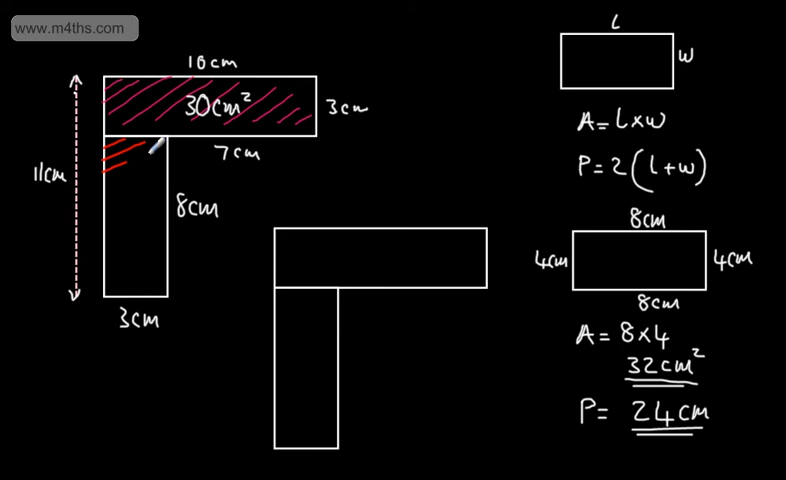 www.m4ths.com
10cm
30cm²
3cm
7cm
11cm
8cm
3cm
L
W
A = L×W
P = 2(L+W)
8cm
4cm
4cm
8cm
A = 8×4
32cm²
P = 24cm